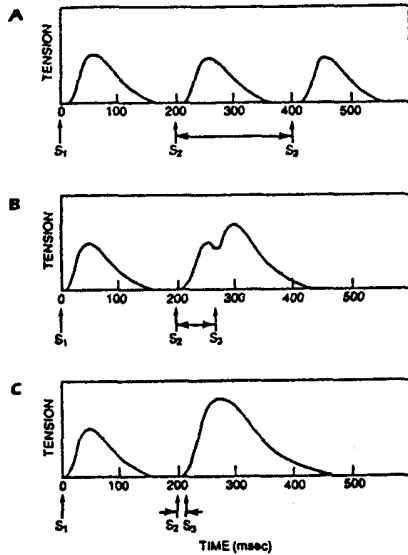 A
TENSION
0
100
200
300
400
500
S1
S2
S3
B
TENSION
0
100
200
300
400
500
S1
S2
S3
C
TENSION
0
100
200
300
400
500
S1
S2
S3
TIME (msec)